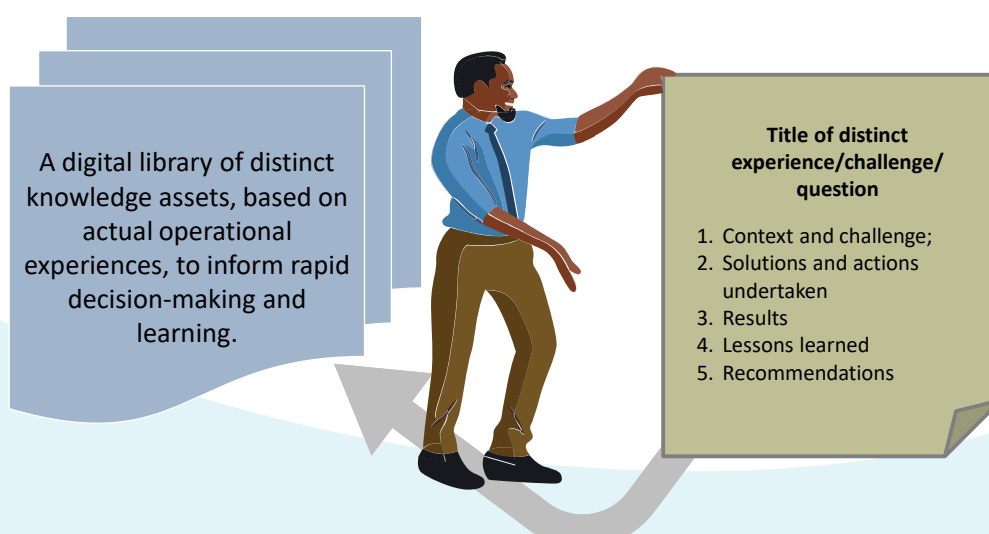 A digital library of distinct
knowledge assets, based on
actual operational
experiences, to inform rapid
decision-making and
learning.
Title of distinct
experience/challenge/
question
1. Context and challenge;
2. Solutions and actions
undertaken
3. Results
4. Lessons learned
5. Recommendations